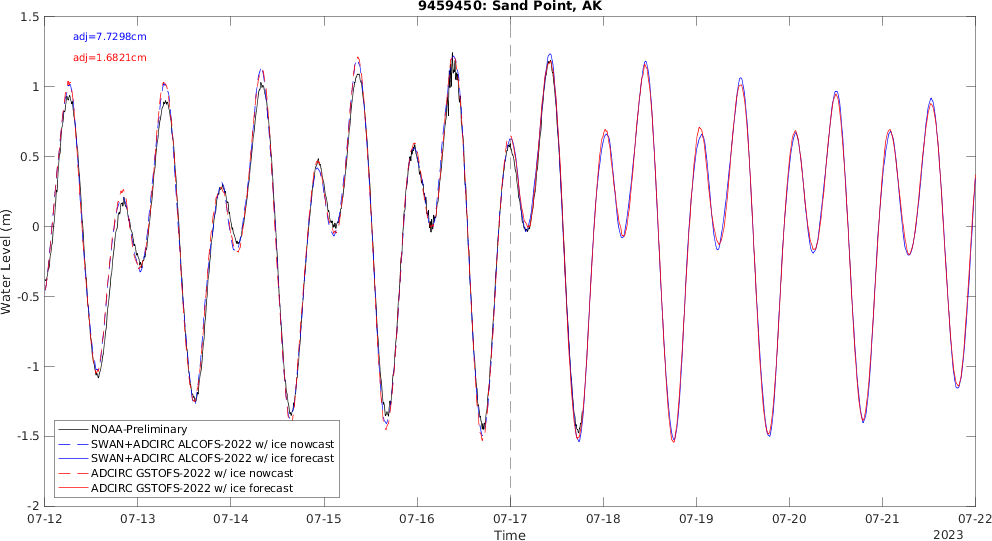 9459450: Sand Point, AK
adj=7.7298cm
adj=1.6821cm
1.5
1
0.5
0
-0.5
-1
-1.5
-2
Water Level (m)
NOAA-Preliminary
SWAN+ADCIRC ALCOFS-2022 w/ ice nowcast
SWAN+ADCIRC ALCOFS-2022 w/ ice forecast
ADCIRC GSTOFS-2022 w/ ice nowcast
ADCIRC GSTOFS-2022 w/ ice forecast
07-12 07-13 07-14 07-15 07-16 07-17 07-18 07-19 07-20 07-21 07-22
Time
2023